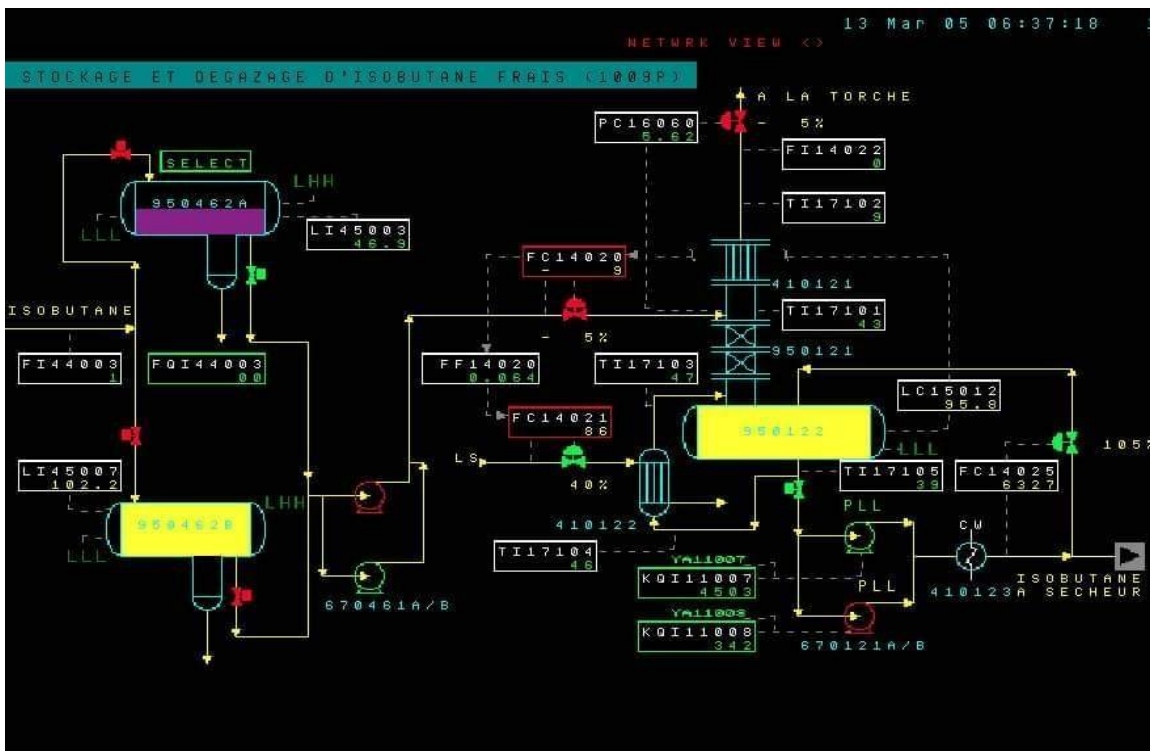 13 Mar 05 06:37:18
NETWRK VIEW <>
STOCKAGE ET DEGAZAGE D'ISOBUTANE FRAIS (1009P)
A LA TORCHE
PC16060
5.62
- 5%
FI14022
0
SELECT
LHH
950462A
TI17102
9
LLL
LI45003
46.9
FC14020
- 9
410121
ISOBUTANE
TI17101
43
- 5%
950121
FI44003
1
FQI44003
00
FF14020
0.064
TI17103
47
LC15012
95.8
FC14021
86
950122
LLL
105%
LS
LI45007
102.2
TI17105
39
FC14025
6327
40%
LHH
PLL
950462B
410122
CW
LLL
TI17104
46
YA11007
KQI11007
4503
PLL
ISOBUTANE
A SECHEUR
410123
670461A/B
YA11008
KQI11008
342
670121A/B